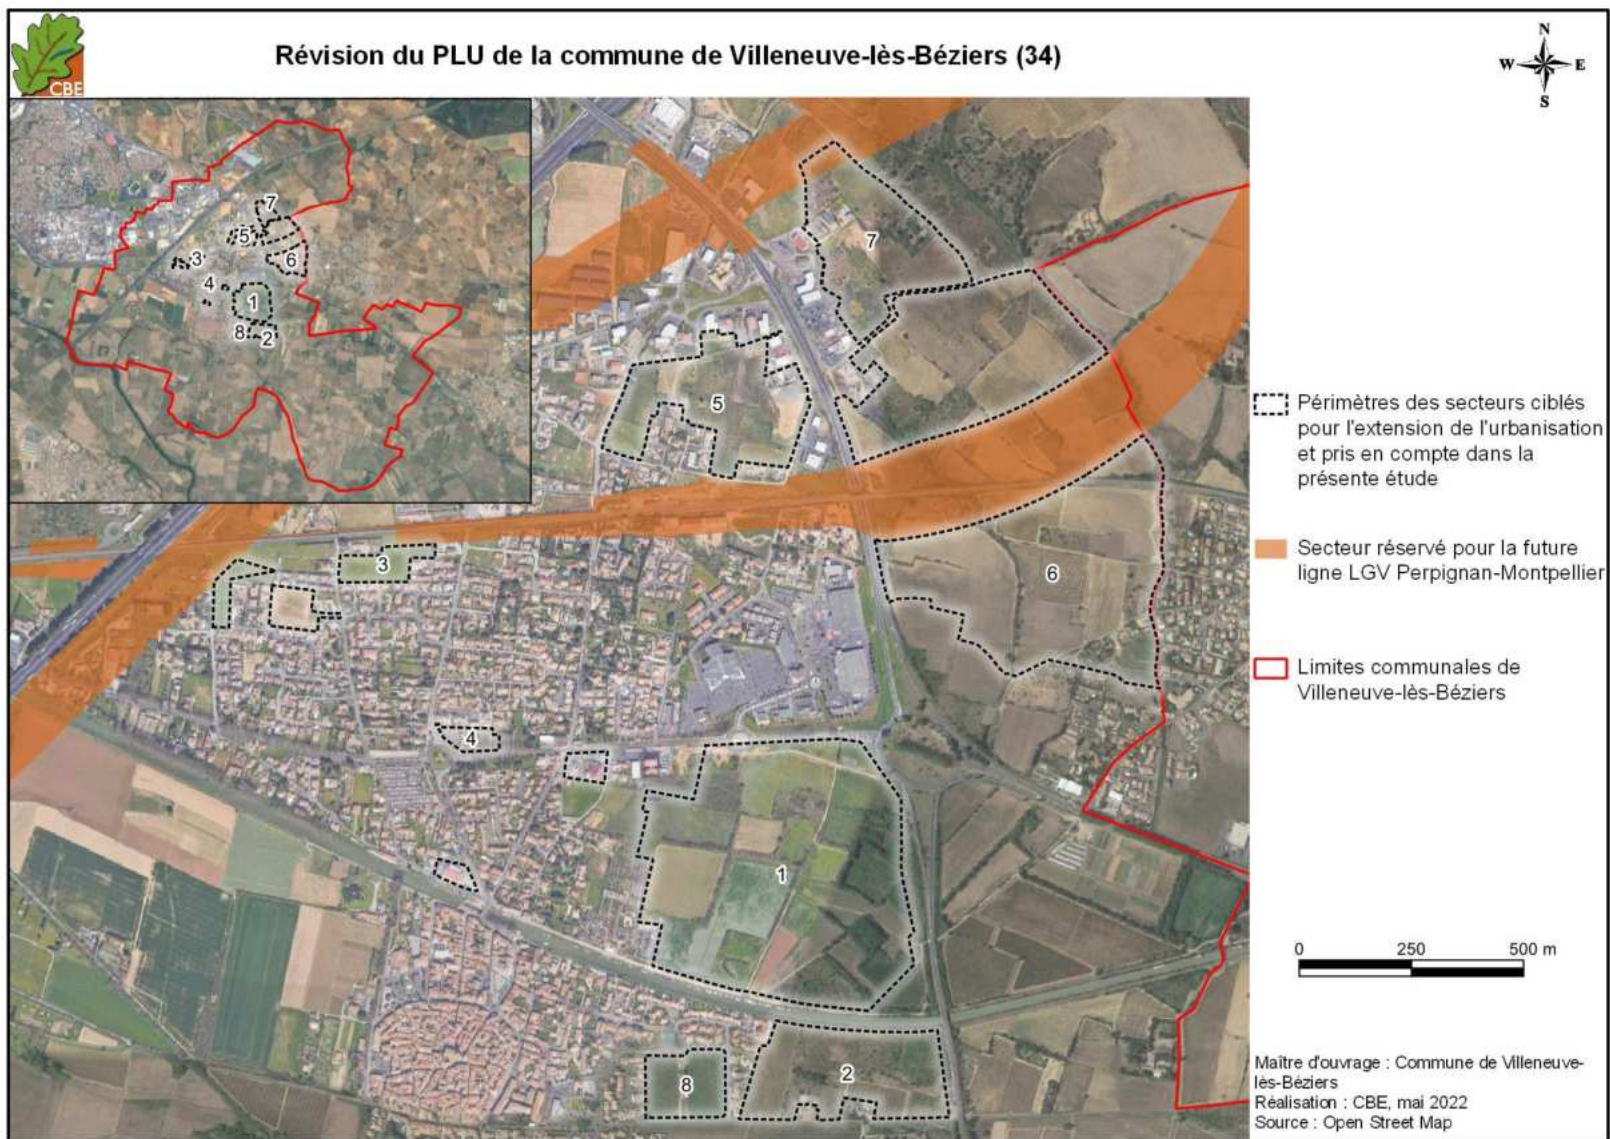 Révision du PLU de la commune de Villeneuve-lès-Béziers (34)
CBE
N
W E
S
7
5
3
6
4
1
8
2
7
5
3
6
4
1
2
8
Périmètres des secteurs ciblés
pour l'extension de l'urbanisation
et pris en compte dans la
présente étude
Secteur réservé pour la future
ligne LGV Perpignan-Montpellier
Limites communales de
Villeneuve-lès-Béziers
0 250 500 m
Maître d'ouvrage : Commune de Villeneuve-
lès-Béziers
Réalisation : CBE, mai 2022
Source : Open Street Map